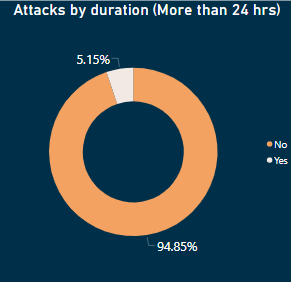 Attacks by duration (More than 24 hrs)
5.15%
No
Yes
94.85%